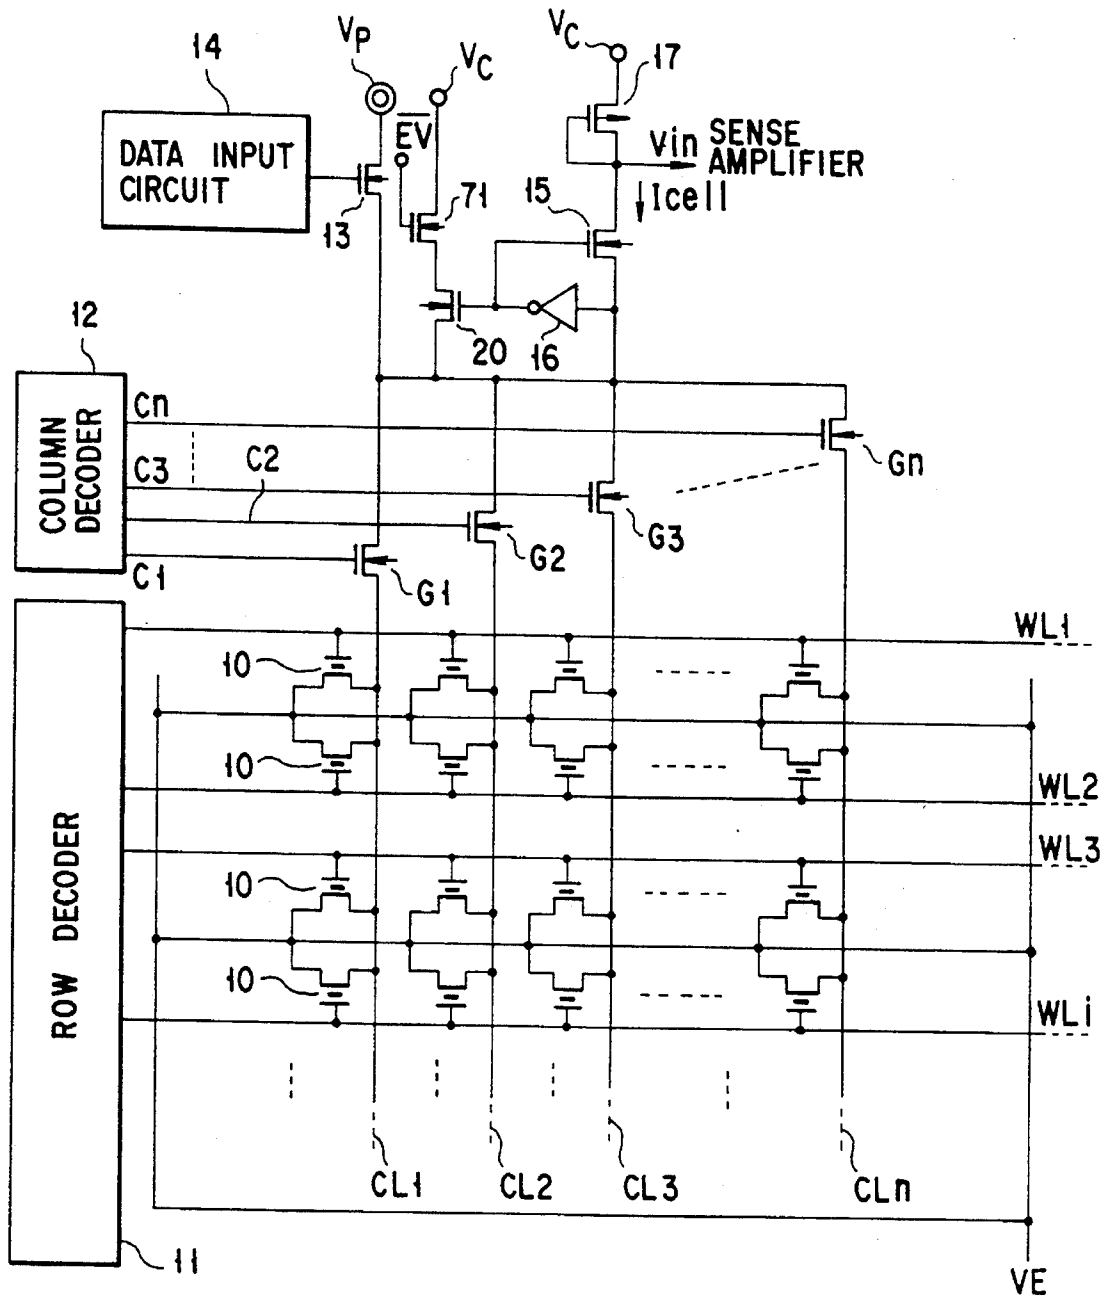 14
VP
VC
VC
17
DATA INPUT
CIRCUIT
EV
Vin
SENSE
AMPLIFIER
13
71
15
Icell
12
20
16
COLUMN
DECODER
Cn
C3
C2
C1
Gn
G3
G2
G1
WL1
10
10
WL2
WL3
10
10
WLi
ROW DECODER
CL1
CL2
CL3
CLn
11
VE